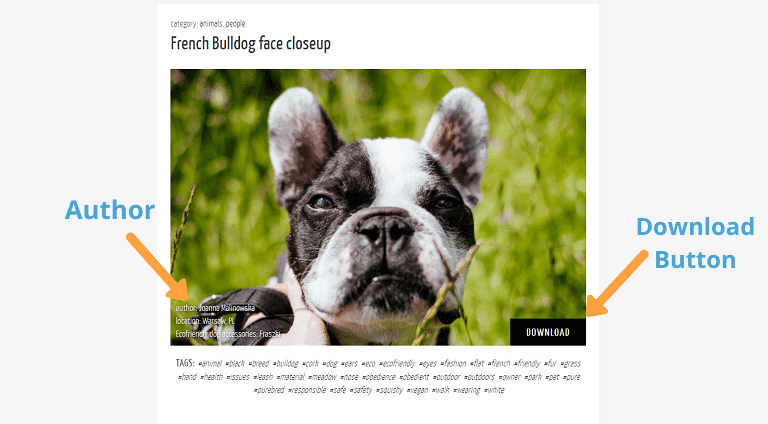 category: animals, people
French Bulldog face closeup
Author
Download
Button
author: Joanna Malinowska
location: Warsaw, PL
Ecofriendly dog accessories: Fraszki
DOWNLOAD
TAGS: #animal #black #breed #bulldog #cork #dog #ears #eco #ecofriendly #eyes #fashion #flat #french #friendly #fur #grass
#hand #health #issues #leash #material #meadow #nose #obedience #obedient #outdoor #outdoors #owner #park #pet #pure
#purebred #responsible #safe #safety #squishy #vegan #walk #wearing #white